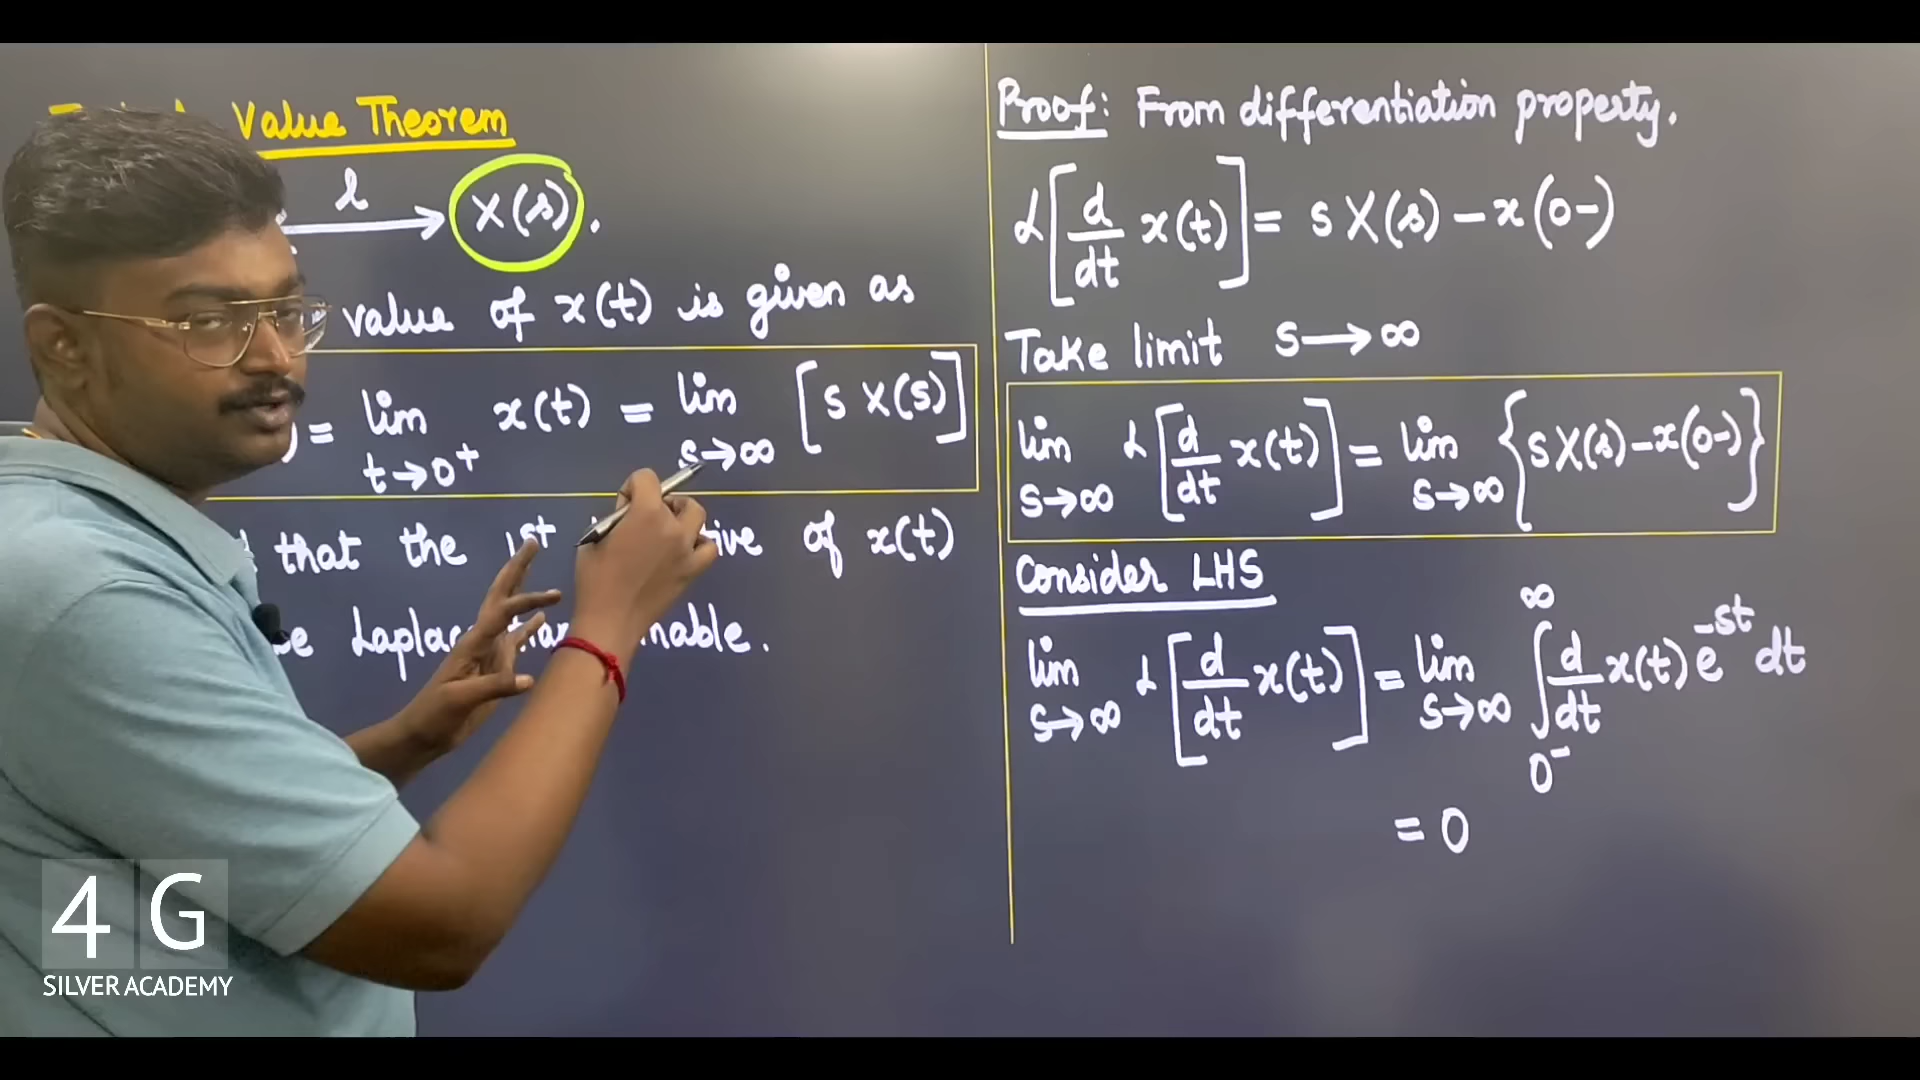 Value Theorem
L
X(s).
value of x(t) is given as
) = lim t→0+ x(t) = lim s→∞ [s X(s)]
that the 1st of x(t)
Laplac nable.
Proof: From differentiation property.
L[d/dt x(t)] = sX(s) – x(0-)
Take limit s→∞
lim s→∞ L[d/dt x(t)] = lim s→∞ {sX(s) – x(0-)}
Consider LHS
lim s→∞ L[d/dt x(t)] = lim s→∞ ∫0-^∞ d/dt x(t) e^-st dt
= 0
4G
SILVER ACADEMY